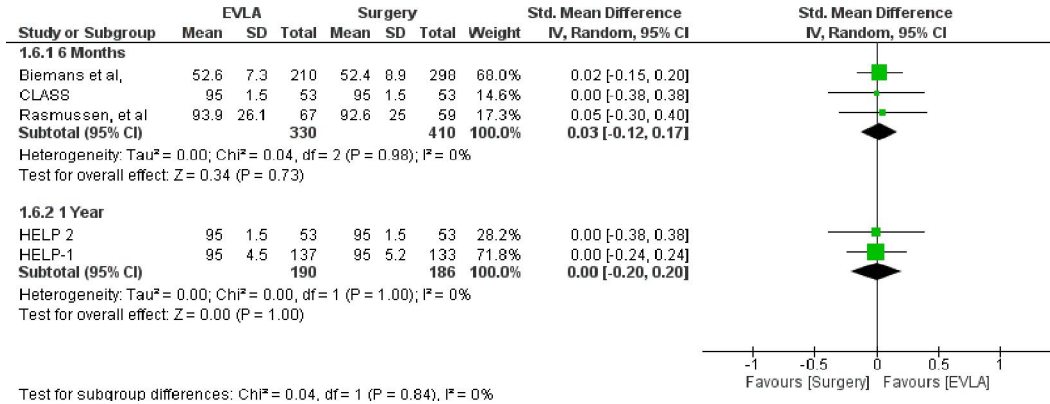 EVLA Surgery Std. Mean Difference Std. Mean Difference
Study or Subgroup Mean SD Total Mean SD Total Weight IV, Random, 95% CI IV, Random, 95% CI
1.6.1 6 Months
Biemans et al, 52.6 7.3 210 52.4 8.9 298 68.0% 0.02 [-0.15, 0.20]
CLASS 95 1.5 53 95 1.5 53 14.6% 0.00 [-0.38, 0.38]
Rasmussen, et al 93.9 26.1 67 92.6 25 59 17.3% 0.05 [-0.30, 0.40]
Subtotal (95% CI) 330 410 100.0% 0.03 [-0.12, 0.17]
Heterogeneity: Tau² = 0.00; Chi² = 0.04, df = 2 (P = 0.98); I² = 0%
Test for overall effect: Z = 0.34 (P = 0.73)
1.6.2 1 Year
HELP 2 95 1.5 53 95 1.5 53 28.2% 0.00 [-0.38, 0.38]
HELP-1 95 4.5 137 95 5.2 133 71.8% 0.00 [-0.24, 0.24]
Subtotal (95% CI) 190 186 100.0% 0.00 [-0.20, 0.20]
Heterogeneity: Tau² = 0.00; Chi² = 0.00, df = 1 (P = 1.00); I² = 0%
Test for overall effect: Z = 0.00 (P = 1.00)
-1 -0.5 0 0.5 1
Favours [Surgery] Favours [EVLA]
Test for subgroup differences: Chi² = 0.04, df = 1 (P = 0.84), I² = 0%